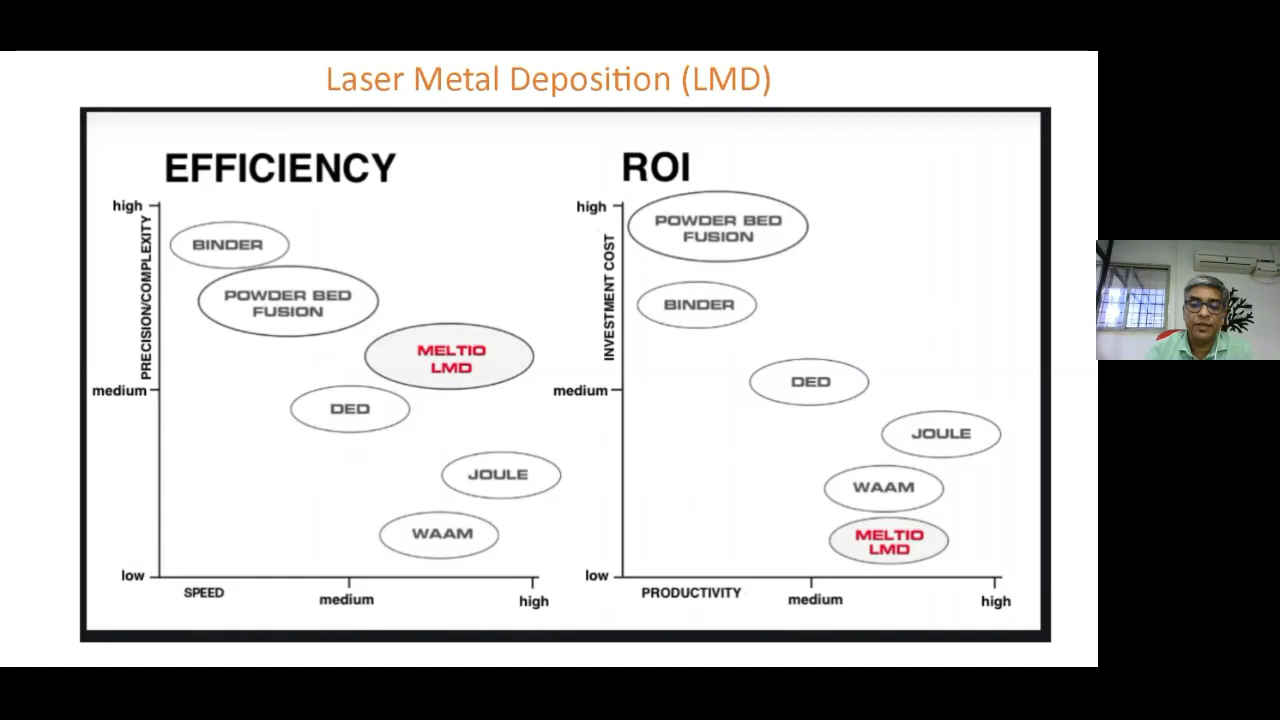 Laser Metal Deposition (LMD)
EFFICIENCY
high
PRECISION/COMPLEXITY
BINDER
POWDER BED
FUSION
MELTIO
LMD
medium
DED
JOULE
WAAM
low
SPEED
medium
high
ROI
high
INVESTMENT COST
POWDER BED
FUSION
BINDER
medium
DED
JOULE
WAAM
MELTIO
LMD
low
PRODUCTIVITY
medium
high